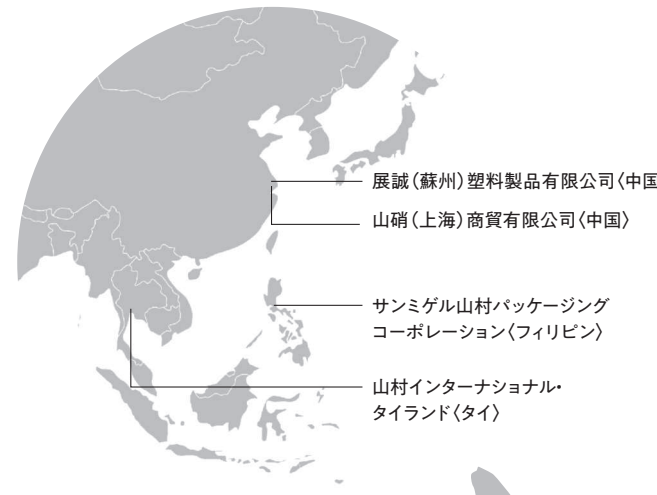 展誠（蘇州）塑料製品有限公司〈中国
山硝（上海）商貿有限公司〈中国〉
サンミゲル山村パッケージング
コーポレーション〈フィリピン〉
山村インターナショナル・
タイランド〈タイ〉